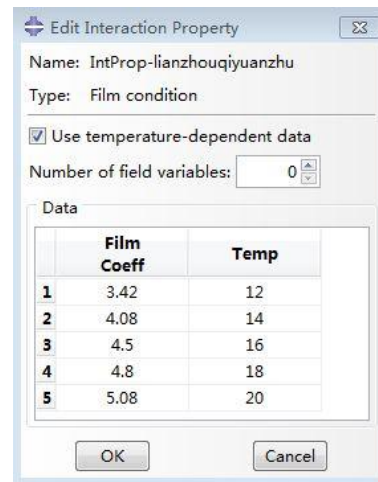 Edit Interaction Property
Name: IntProp-lianzhouqiyuanzhu
Type: Film condition
Use temperature-dependent data
Number of field variables: 0
Data
Film Coeff Temp
1 3.42 12
2 4.08 14
3 4.5 16
4 4.8 18
5 5.08 20
OK Cancel